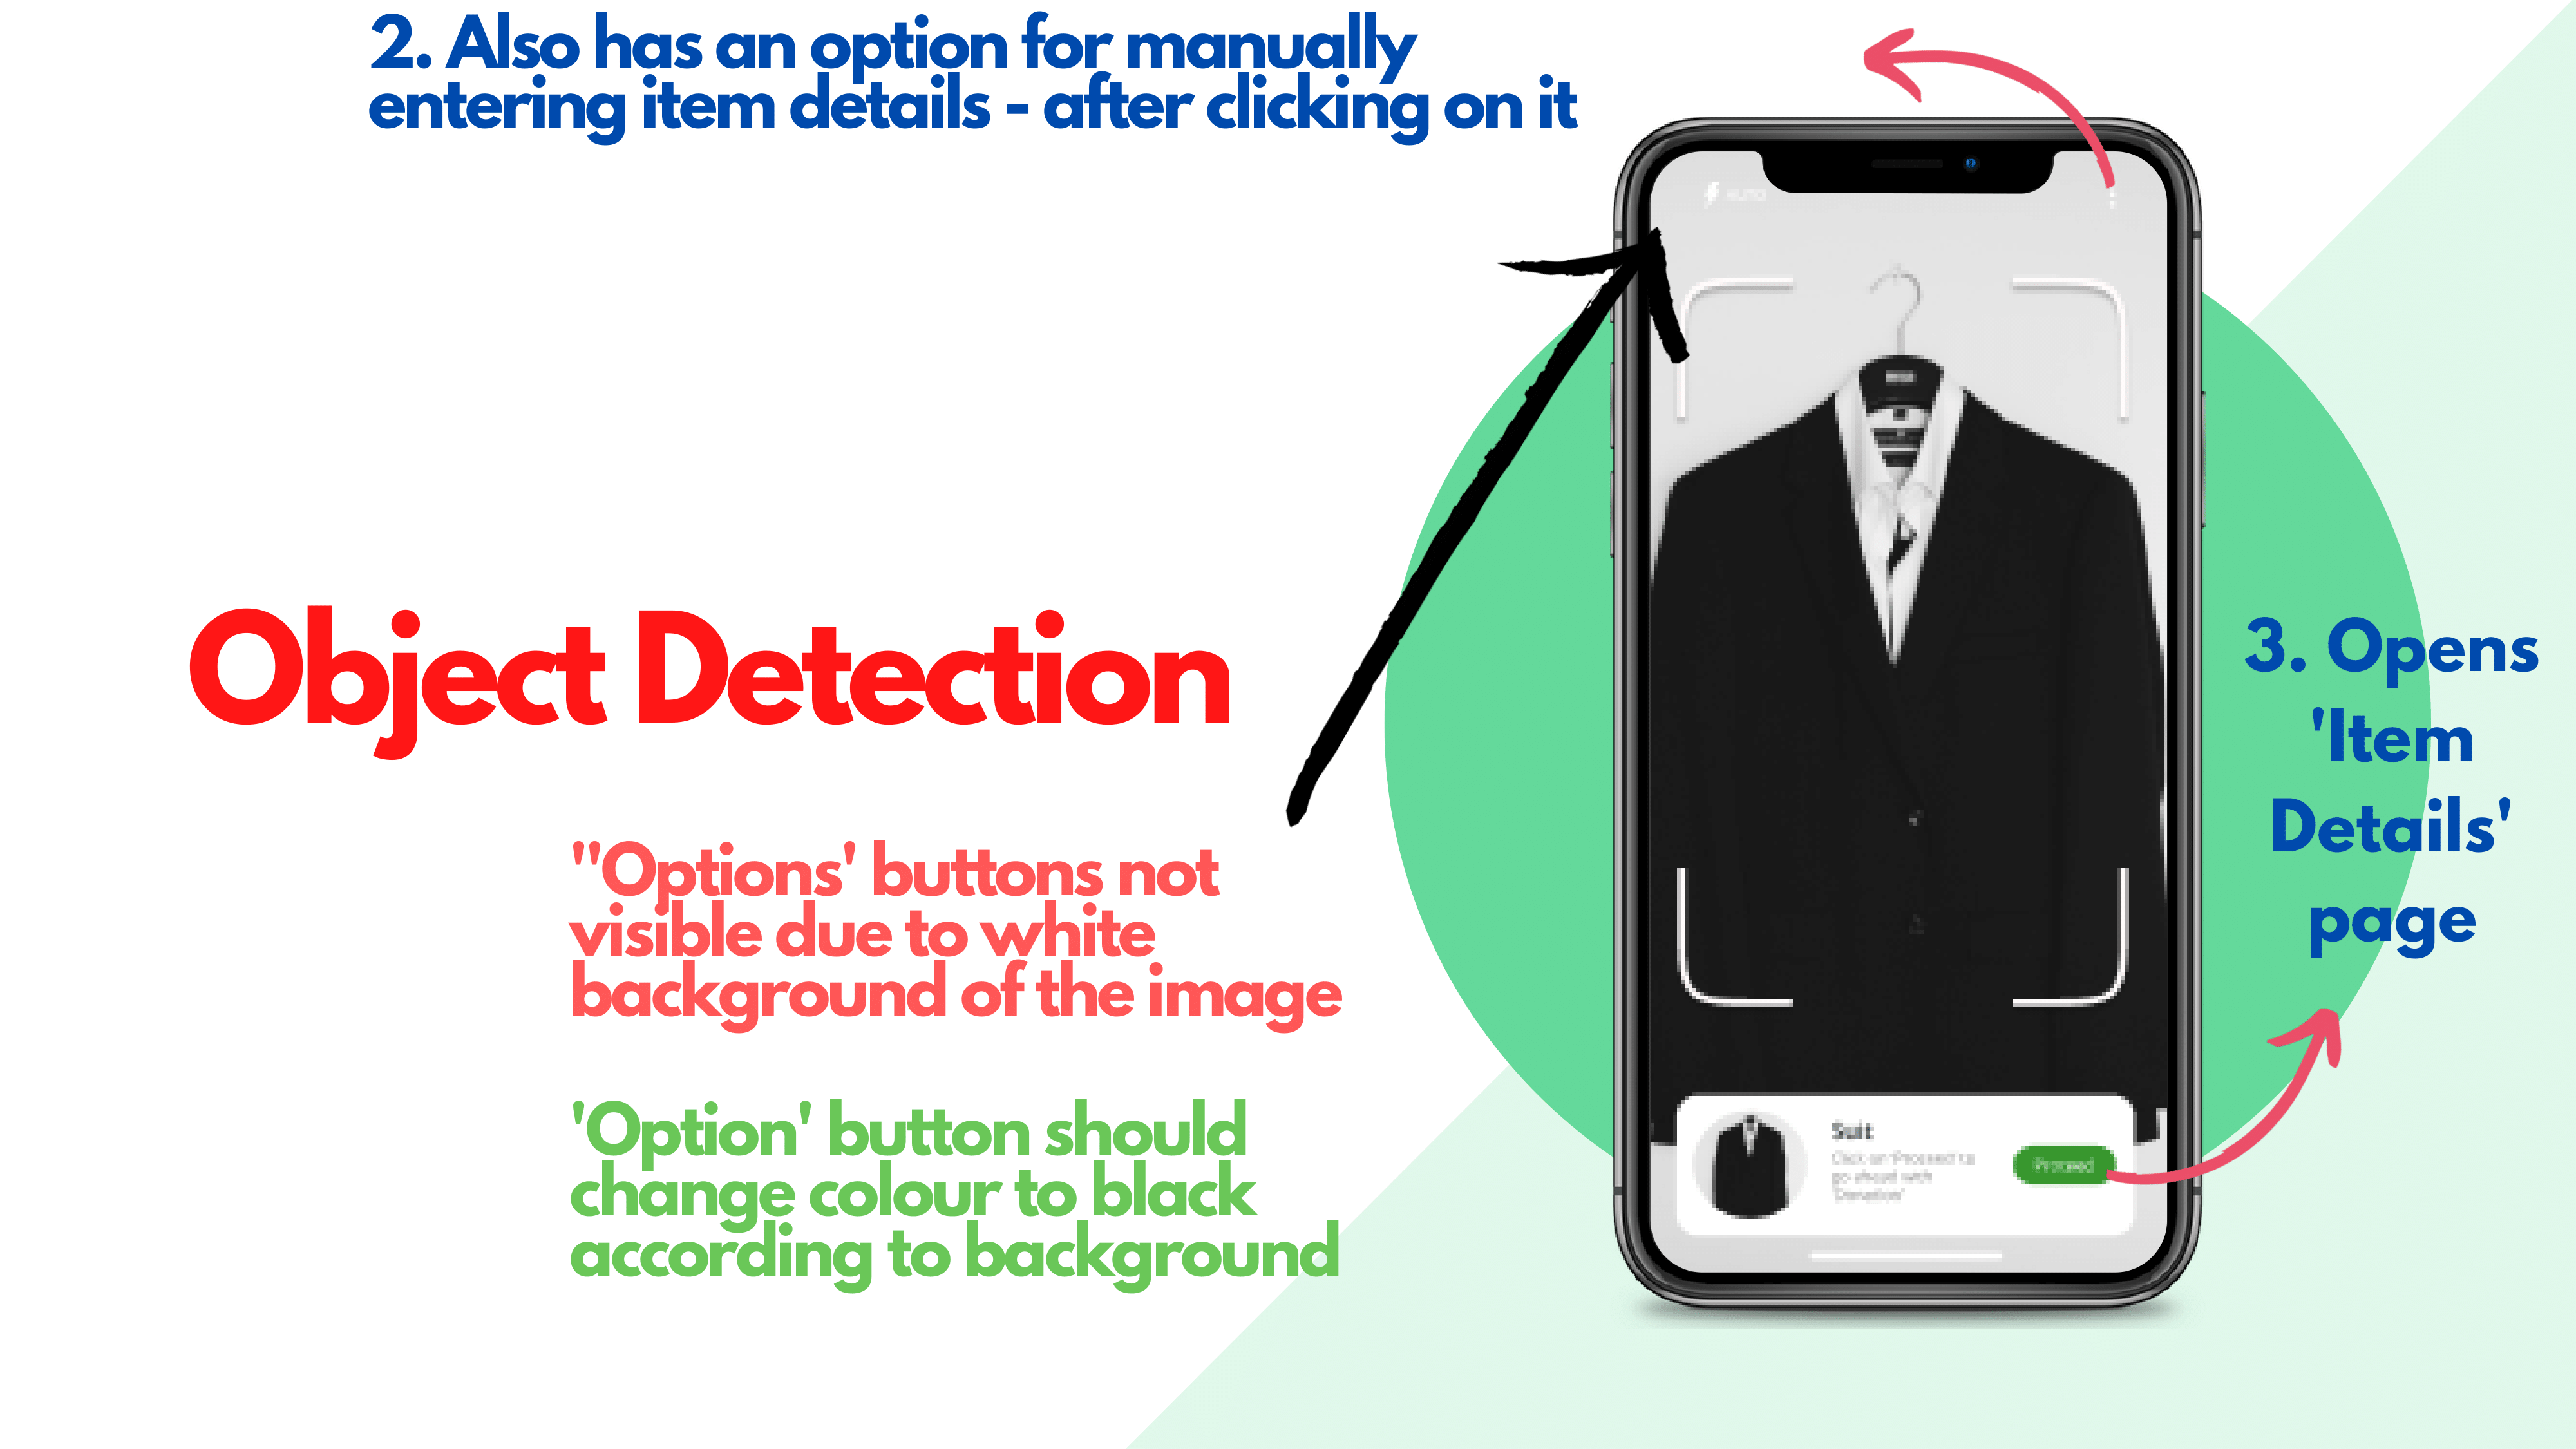 2. Also has an option for manually
entering item details - after clicking on it
Object Detection
"Options' buttons not
visible due to white
background of the image
'Option' button should
change colour to black
according to background
3. Opens
'Item
Details'
page
Suit
Click on 'Proceed' to
go ahead with
'Donation'
Proceed